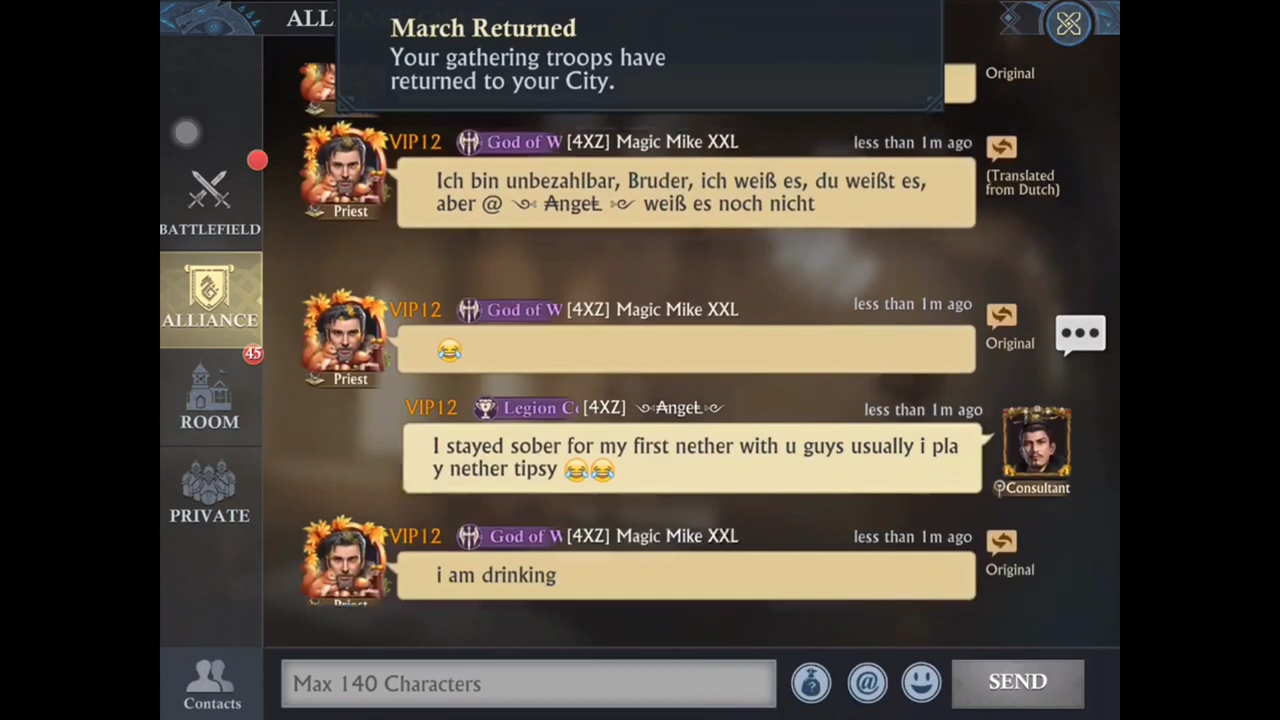 ALL
March Returned
Your gathering troops have
returned to your City.
Original
VIP12 God of W [4XZ] Magic Mike XXL less than 1m ago
Ich bin unbezahlbar, Bruder, ich weiß es, du weißt es,
aber @ ₳ngeⱠ weiß es noch nicht
(Translated
from Dutch)
Priest
BATTLEFIELD
ALLIANCE
VIP12 God of W [4XZ] Magic Mike XXL less than 1m ago
😂
Original
Priest
45
ROOM
VIP12 Legion C [4XZ] ₳ngeⱠ less than 1m ago
I stayed sober for my first nether with u guys usually i pla
y nether tipsy 😂😂
Consultant
PRIVATE
VIP12 God of W [4XZ] Magic Mike XXL less than 1m ago
i am drinking
Original
Priest
Contacts
Max 140 Characters
@
SEND